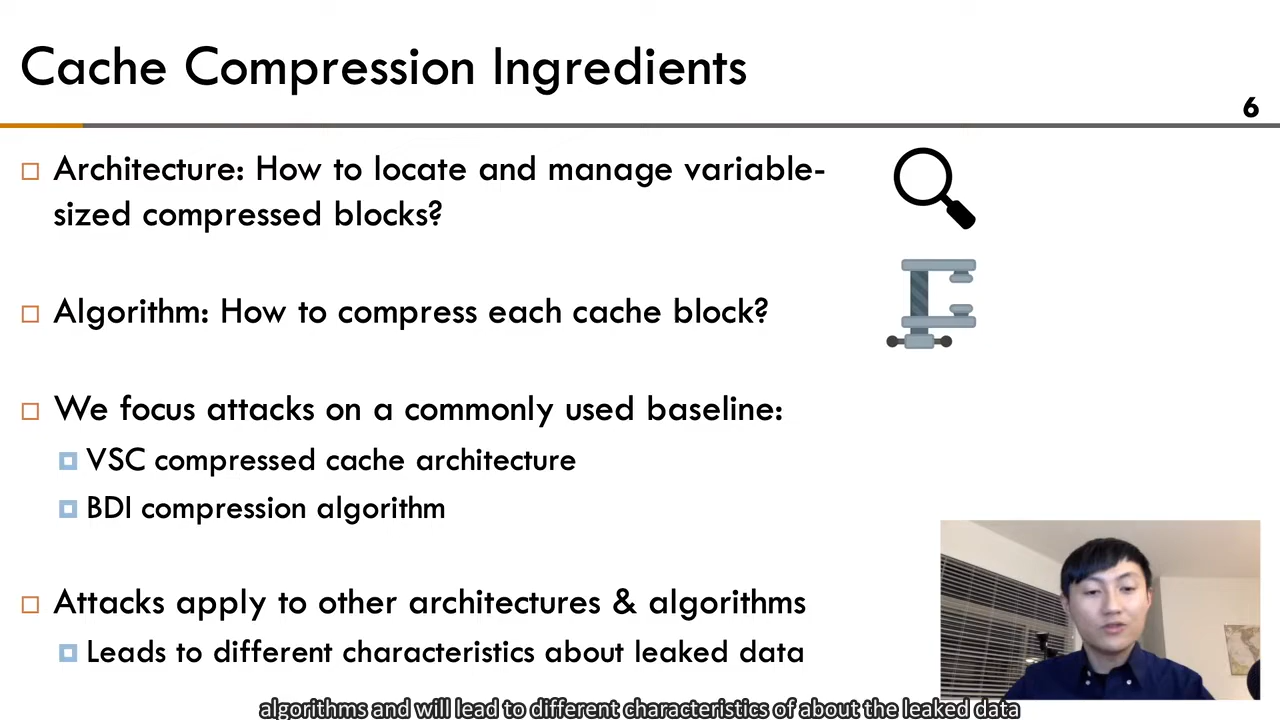 Cache Compression Ingredients
6
Architecture: How to locate and manage variable-
sized compressed blocks?
Algorithm: How to compress each cache block?
We focus attacks on a commonly used baseline:
VSC compressed cache architecture
BDI compression algorithm
Attacks apply to other architectures & algorithms
Leads to different characteristics about leaked data
algorithms and will lead to different characteristics of about the leaked data